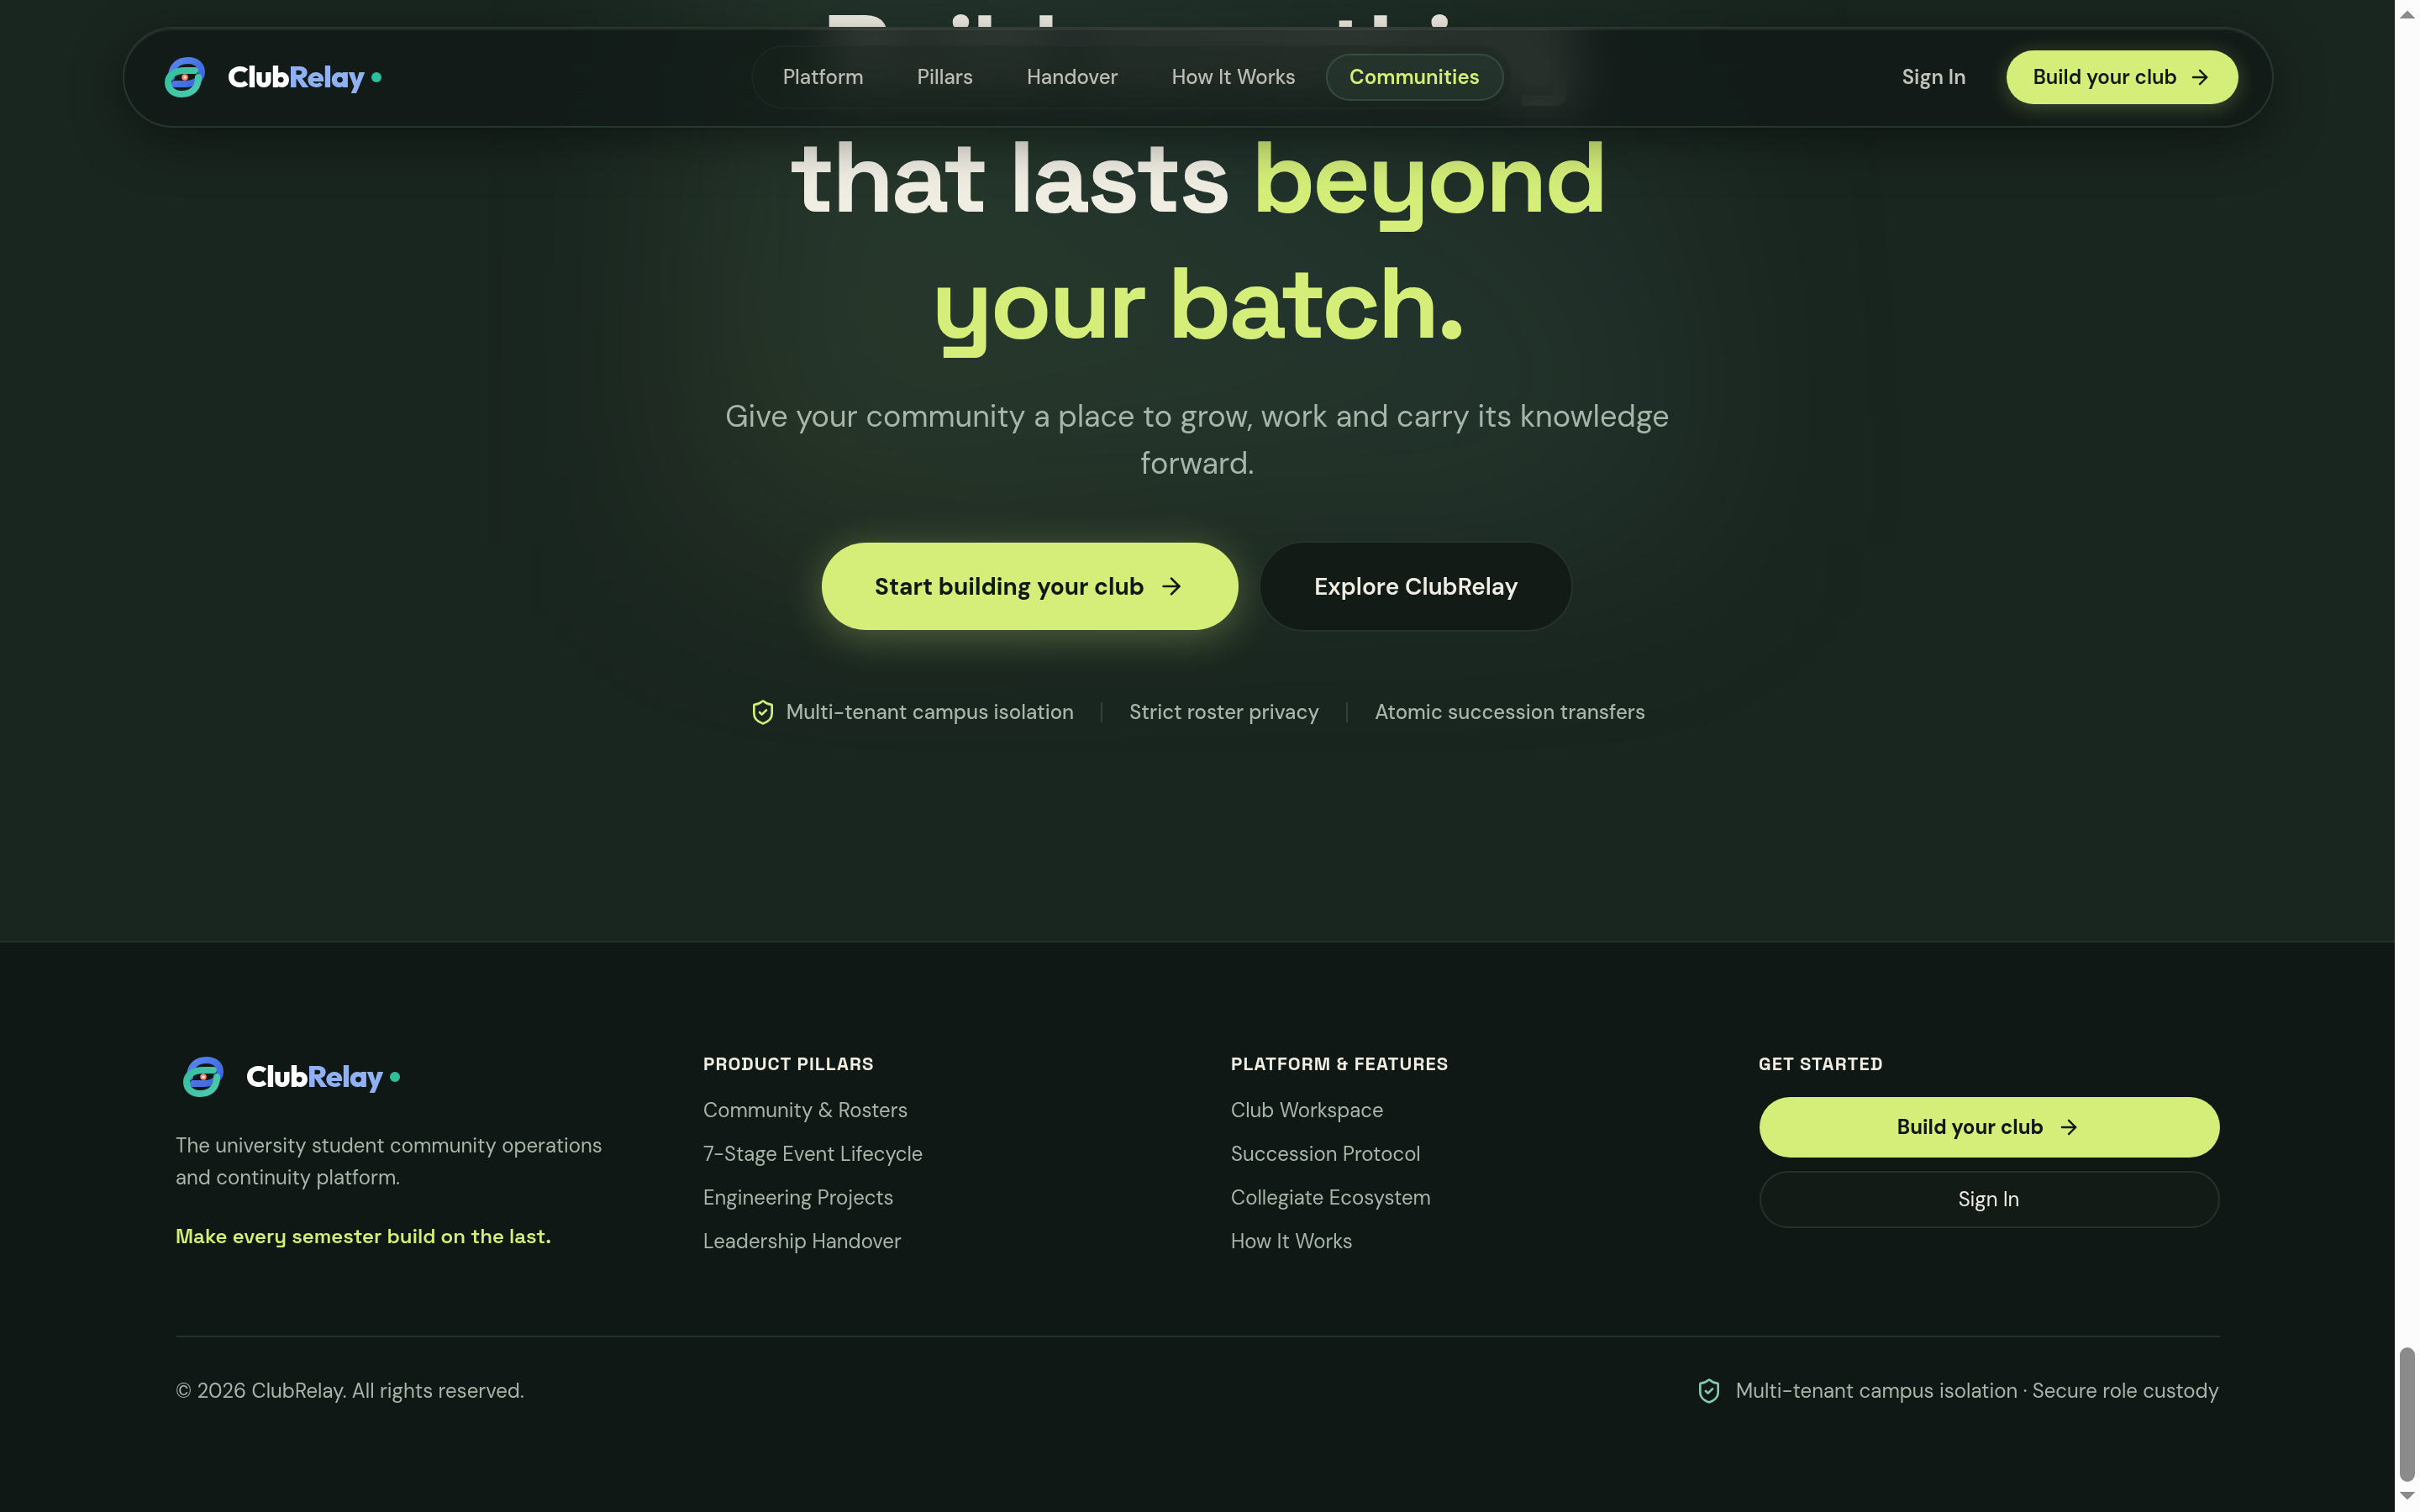 ClubRelay
Platform
Pillars
Handover
How It Works
Communities
Sign In
Build your club
that lasts beyond
your batch.
Give your community a place to grow, work and carry its knowledge
forward.
Start building your club
Explore ClubRelay
Multi-tenant campus isolation
Strict roster privacy
Atomic succession transfers
ClubRelay
The university student community operations
and continuity platform.
Make every semester build on the last.
PRODUCT PILLARS
Community & Rosters
7-Stage Event Lifecycle
Engineering Projects
Leadership Handover
PLATFORM & FEATURES
Club Workspace
Succession Protocol
Collegiate Ecosystem
How It Works
GET STARTED
Build your club
Sign In
© 2026 ClubRelay. All rights reserved.
Multi-tenant campus isolation · Secure role custody